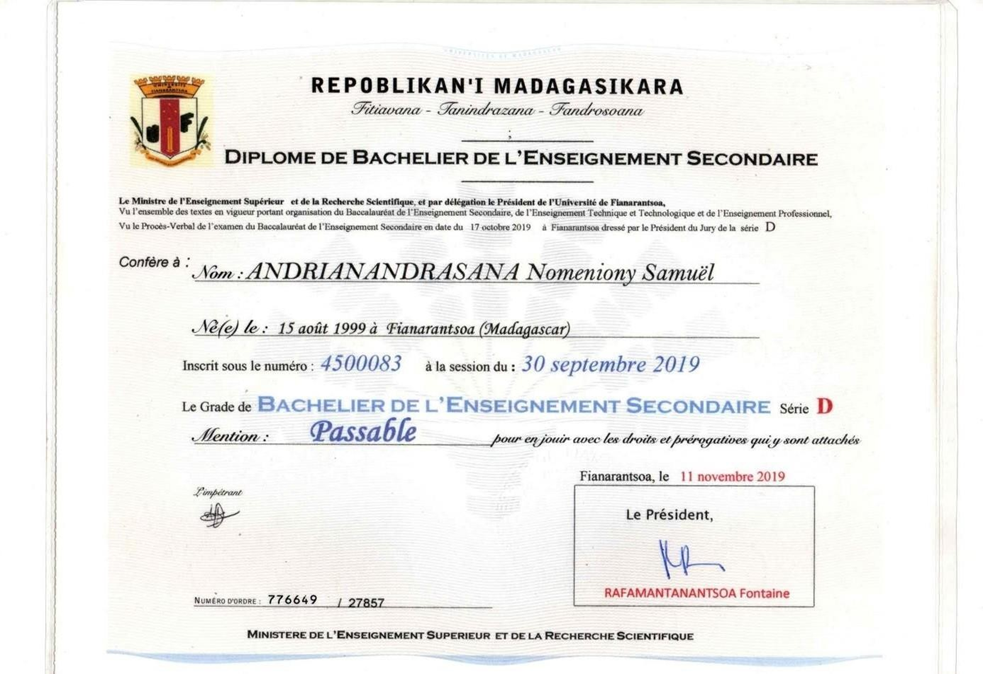 REPOBLIKAN'I MADAGASIKARA
Fitiavana - Tanindrazana - Fandrosoana
DIPLOME DE BACHELIER DE L'ENSEIGNEMENT SECONDAIRE
Le Ministre de l'Enseignement Supérieur et de la Recherche Scientifique, et par délégation le Président de l'Université de Fianarantsoa,
Vu l'ensemble des textes en vigueur portant organisation du Baccalauréat de l'Enseignement Secondaire, de l'Enseignement Technique et Technologique et de l'Enseignement Professionnel,
Vu le Procès-Verbal de l'examen du Baccalauréat de l'Enseignement Secondaire en date du 17 octobre 2019 à Fianarantsoa dressé par le Président du Jury de la série D
Confère à :
Nom : ANDRIANANDRASANA Nomeniony Samuël
Né(e) le : 15 août 1999 à Fianarantsoa (Madagascar)
Inscrit sous le numéro : 4500083 à la session du : 30 septembre 2019
Le Grade de BACHELIER DE L'ENSEIGNEMENT SECONDAIRE Série D
Mention : Passable pour en jouir avec les droits et prérogatives qui y sont attachés
Fianarantsoa, le 11 novembre 2019
L'impétrant
Le Président,
RAFAMANTANANTSOA Fontaine
NUMÉRO D'ORDRE : 776649 / 27857
MINISTERE DE L'ENSEIGNEMENT SUPERIEUR ET DE LA RECHERCHE SCIENTIFIQUE